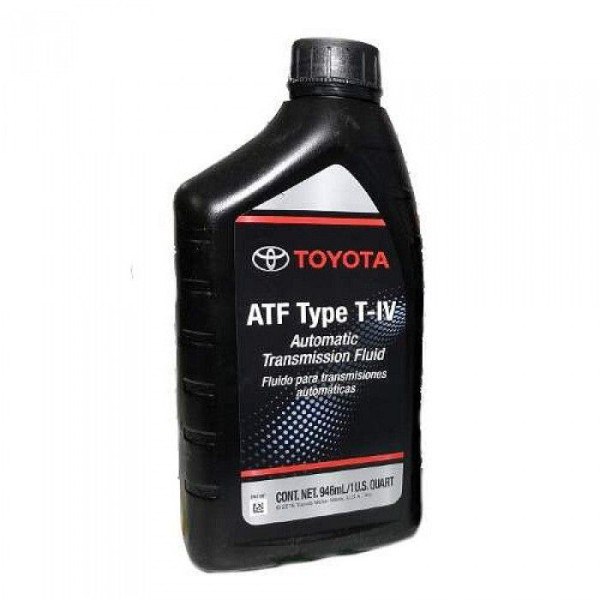 TOYOTA
ATF Type T-IV
Automatic
Transmission Fluid
Fluido para transmisiones
automáticas
CONT. NET. 946mL/1 U.S. QUART